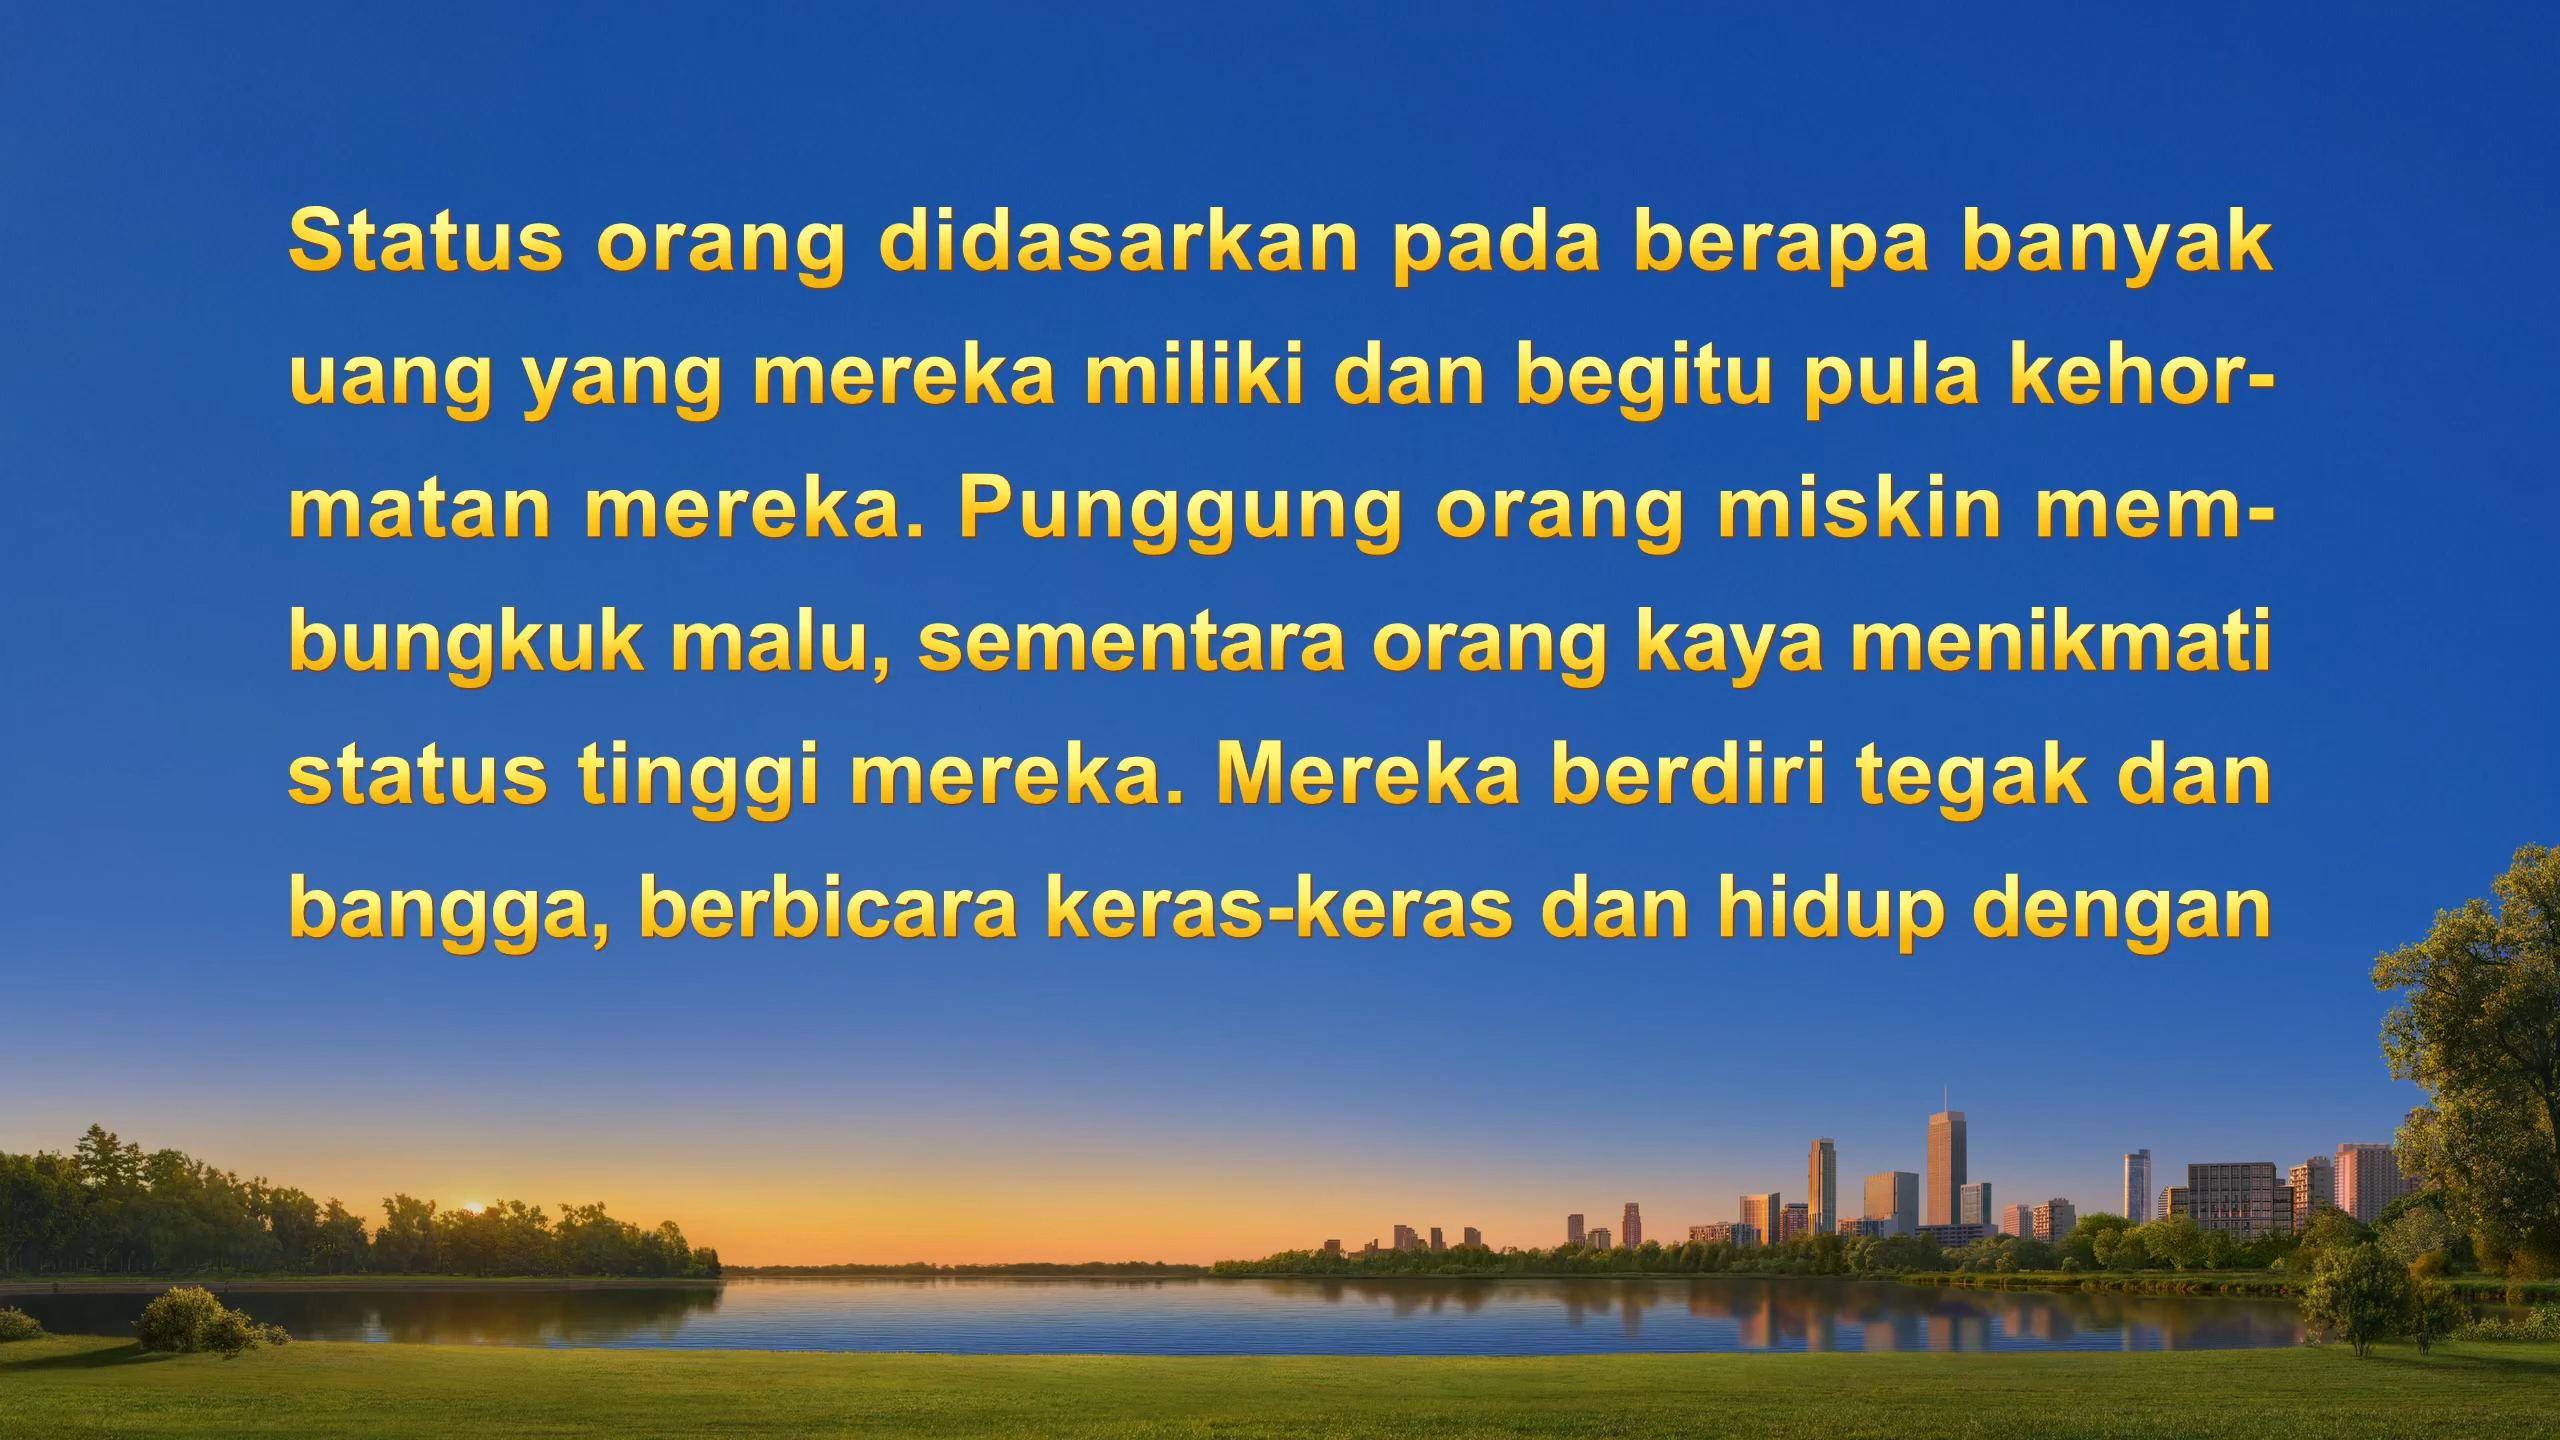 Status orang didasarkan pada berapa banyak
uang yang mereka miliki dan begitu pula kehor-
matan mereka. Punggung orang miskin mem-
bungkuk malu, sementara orang kaya menikmati
status tinggi mereka. Mereka berdiri tegak dan
bangga, berbicara keras-keras dan hidup dengan